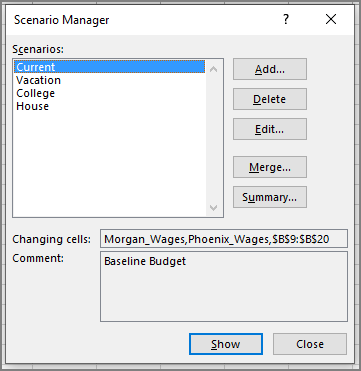 Scenario Manager
?
Scenarios:
Current
Vacation
College
House
Add...
Delete
Edit...
Merge...
Summary...
Changing cells:
Morgan_Wages,Phoenix_Wages,$B$9:$B$20
Comment:
Baseline Budget
Show
Close